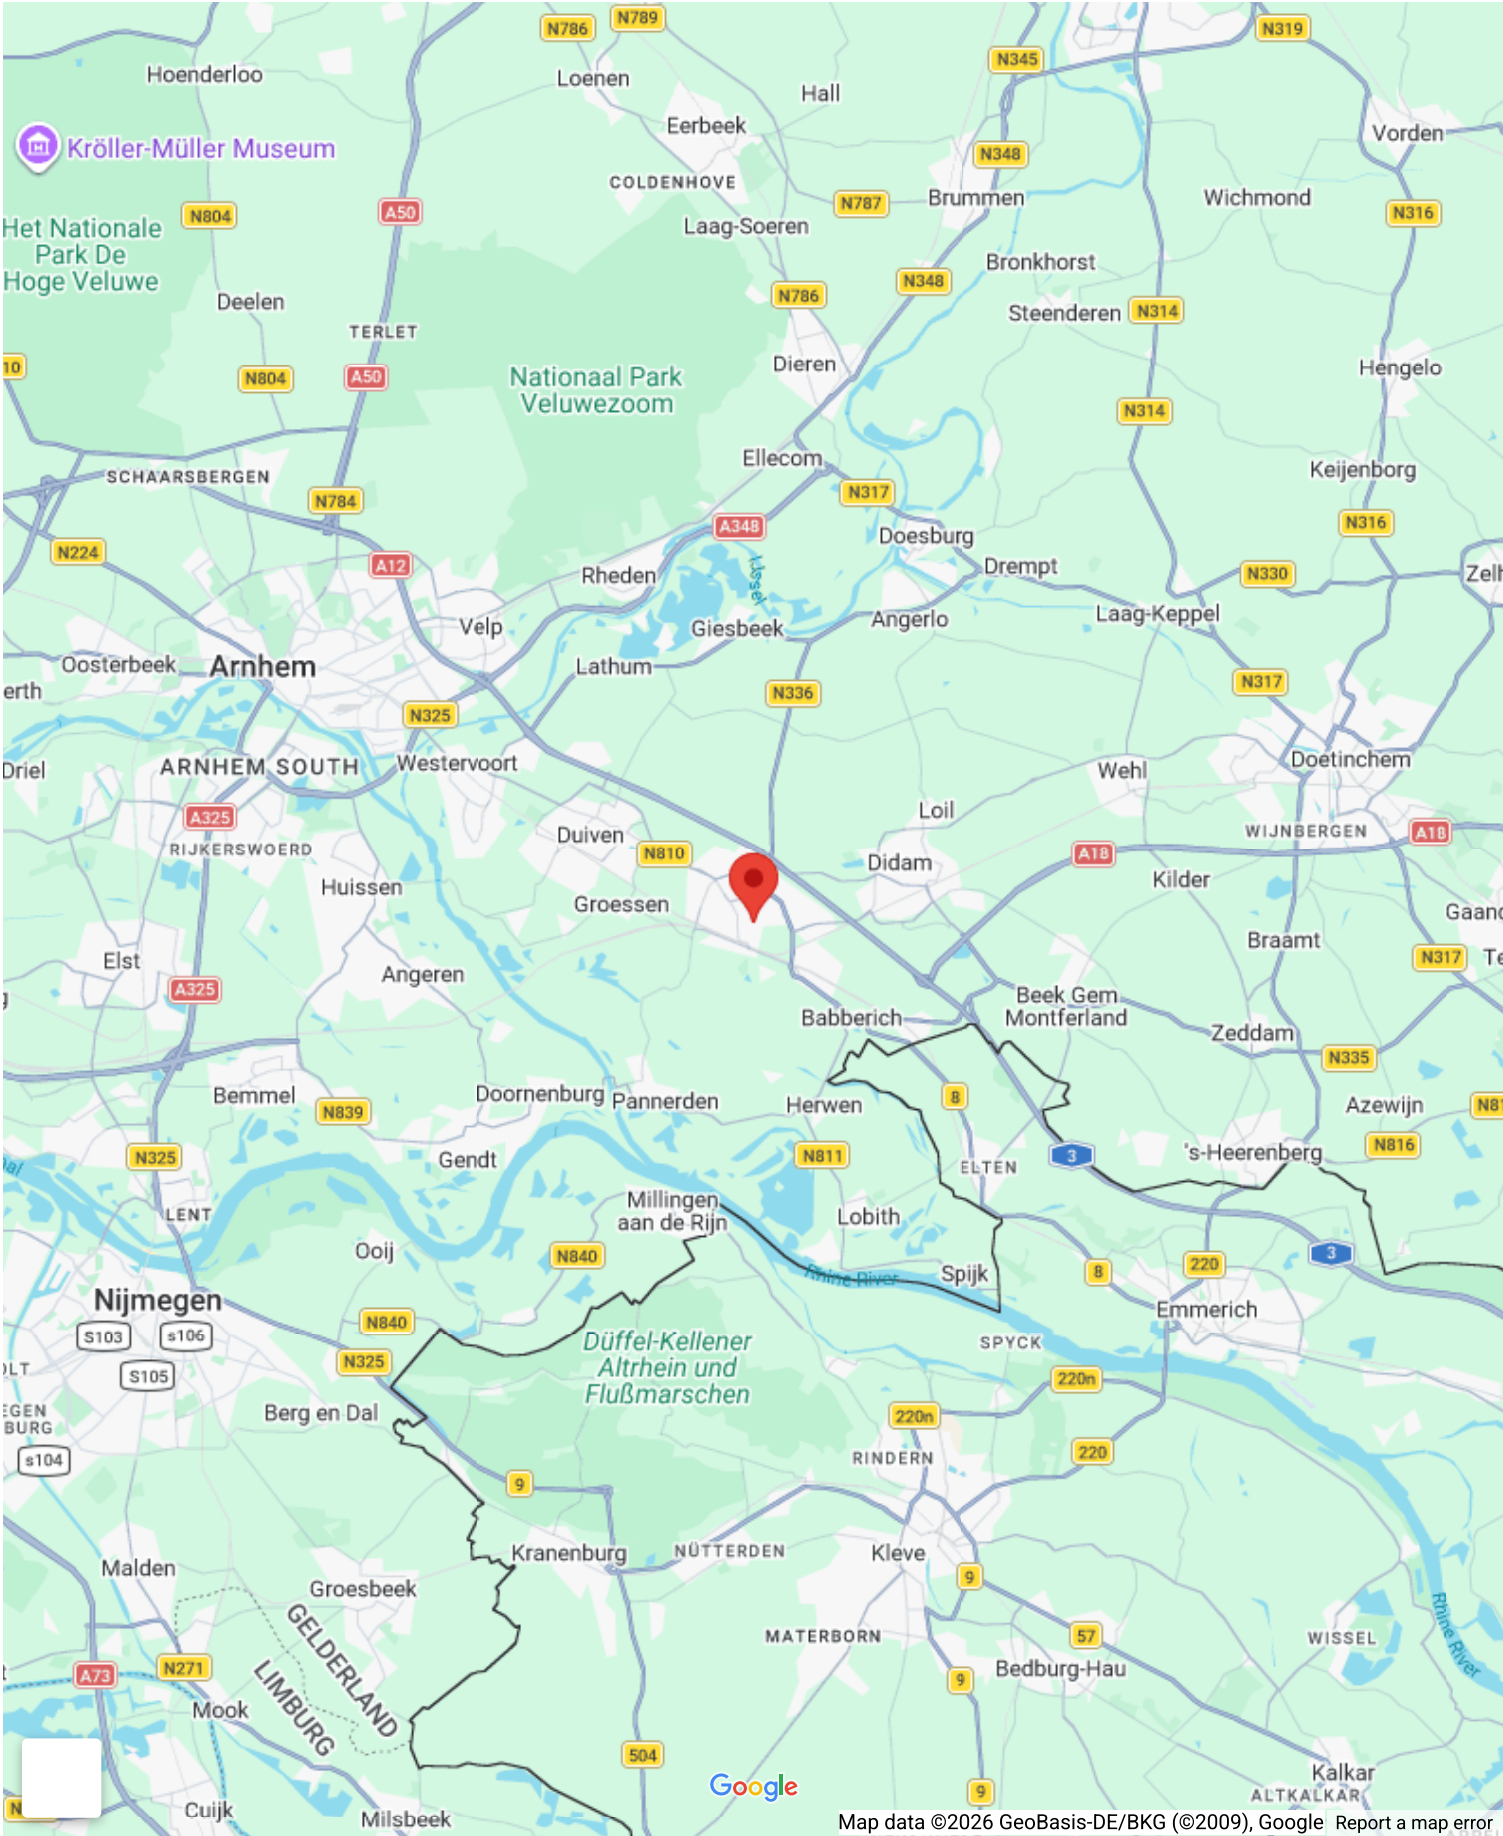 N786
N789
N319
N345
Hoenderloo
Loenen
Hall
Eerbeek
Vorden
Kröller-Müller Museum
N348
COLDENHOVE
Brummen
Wichmond
N804
A50
N787
N316
Laag-Soeren
Het Nationale
Park De
Hoge Veluwe
Bronkhorst
N348
Deelen
N786
Steenderen
N314
TERLET
Dieren
10
N804
A50
Nationaal Park
Veluwezoom
Hengelo
N314
Ellecom
Keijenborg
SCHAARSBERGEN
N784
N317
N316
A348
Doesburg
N224
A12
Rheden
IJssel
Drempt
N330
Zelh
Velp
Giesbeek
Angerlo
Laag-Keppel
Oosterbeek
Arnhem
Lathum
erth
N336
N317
N325
Driel
ARNHEM SOUTH
Westervoort
Wehl
Doetinchem
A325
Loil
RIJKERSWOERD
Duiven
N810
Didam
A18
WIJNBERGEN
A18
Huissen
Groessen
Kilder
Gaand
Elst
Angeren
Braamt
N317
Te
A325
Beek Gem
Montferland
Babberich
Zeddam
N335
Bemmel
N839
Doornenburg
Pannerden
Herwen
8
Azewijn
N81
N325
Gendt
N811
ELTEN
3
's-Heerenberg
N816
aal
LENT
Millingen
aan de Rijn
Lobith
Ooij
N840
Rhine River
Spijk
8
220
3
Nijmegen
N840
Emmerich
S103
s106
Düffel-Kellener
Altrhein und
Flußmarschen
SPYCK
OLT
S105
N325
220n
EGEN
BURG
Berg en Dal
220n
s104
RINDERN
220
9
Kranenburg
NÜTTERDEN
Kleve
Malden
9
Groesbeek
GELDERLAND
LIMBURG
MATERBORN
57
WISSEL
Rhine River
A73
N271
9
Bedburg-Hau
Mook
504
Google
9
Kalkar
ALTKALKAR
N
Cuijk
Milsbeek
Map data ©2026 GeoBasis-DE/BKG (©2009), Google
Report a map error